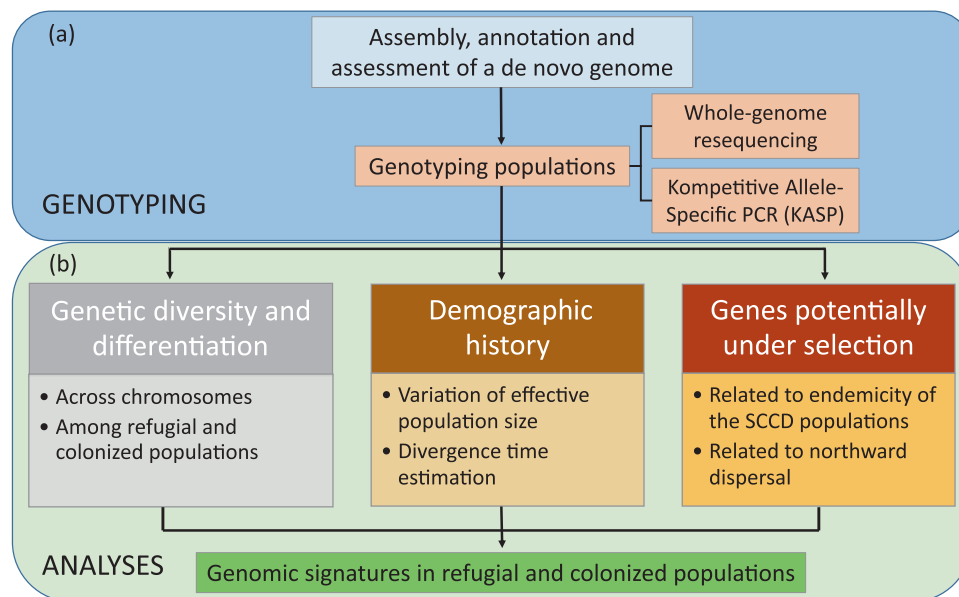 (a)
Assembly, annotation and
assessment of a de novo genome
Whole-genome
resequencing
Genotyping populations
Kompetitive Allele-
Specific PCR (KASP)
GENOTYPING
(b)
Genetic diversity and
differentiation
• Across chromosomes
• Among refugial and
colonized populations
Demographic
history
• Variation of effective
population size
• Divergence time
estimation
Genes potentially
under selection
• Related to endemicity of
the SCCD populations
• Related to northward
dispersal
ANALYSES
Genomic signatures in refugial and colonized populations